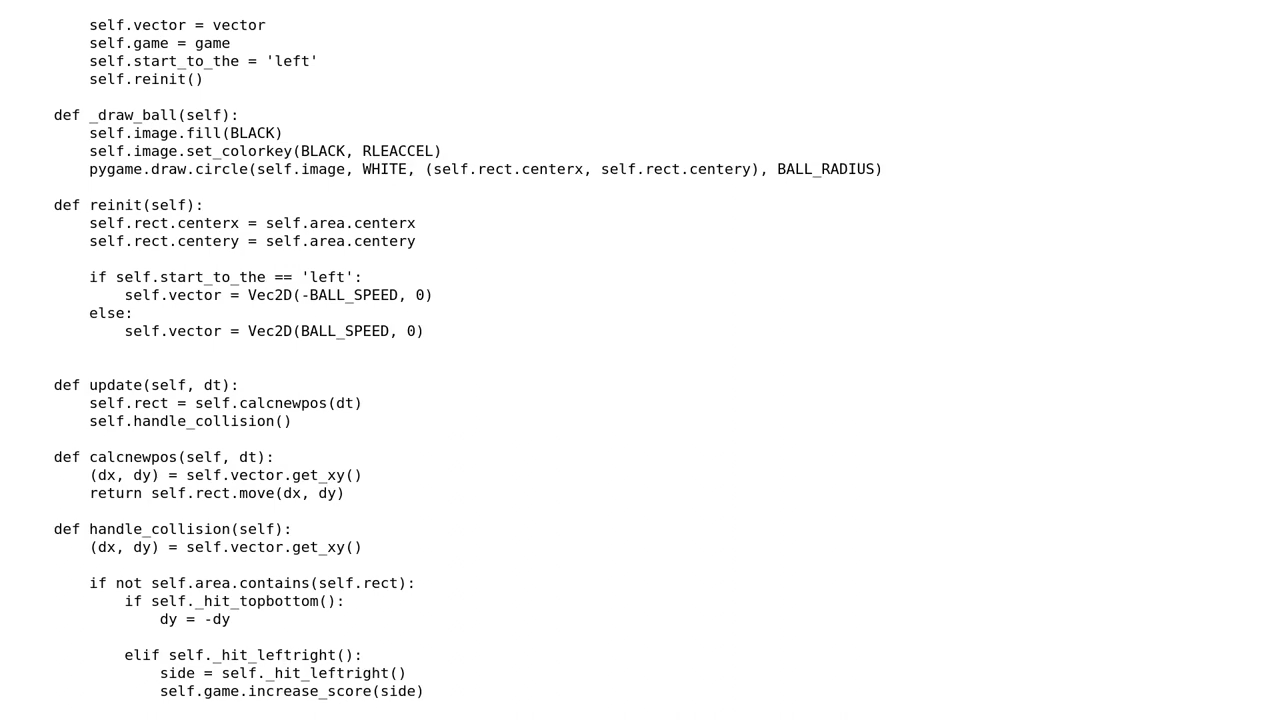 self.vector = vector
self.game = game
self.start_to_the = 'left'
self.reinit()
def _draw_ball(self):
self.image.fill(BLACK)
self.image.set_colorkey(BLACK, RLEACCEL)
pygame.draw.circle(self.image, WHITE, (self.rect.centerx, self.rect.centery), BALL_RADIUS)
def reinit(self):
self.rect.centerx = self.area.centerx
self.rect.centery = self.area.centery
if self.start_to_the == 'left':
self.vector = Vec2D(-BALL_SPEED, 0)
else:
self.vector = Vec2D(BALL_SPEED, 0)
def update(self, dt):
self.rect = self.calcnewpos(dt)
self.handle_collision()
def calcnewpos(self, dt):
(dx, dy) = self.vector.get_xy()
return self.rect.move(dx, dy)
def handle_collision(self):
(dx, dy) = self.vector.get_xy()
if not self.area.contains(self.rect):
if self._hit_topbottom():
dy = -dy
elif self._hit_leftright():
side = self._hit_leftright()
self.game.increase_score(side)